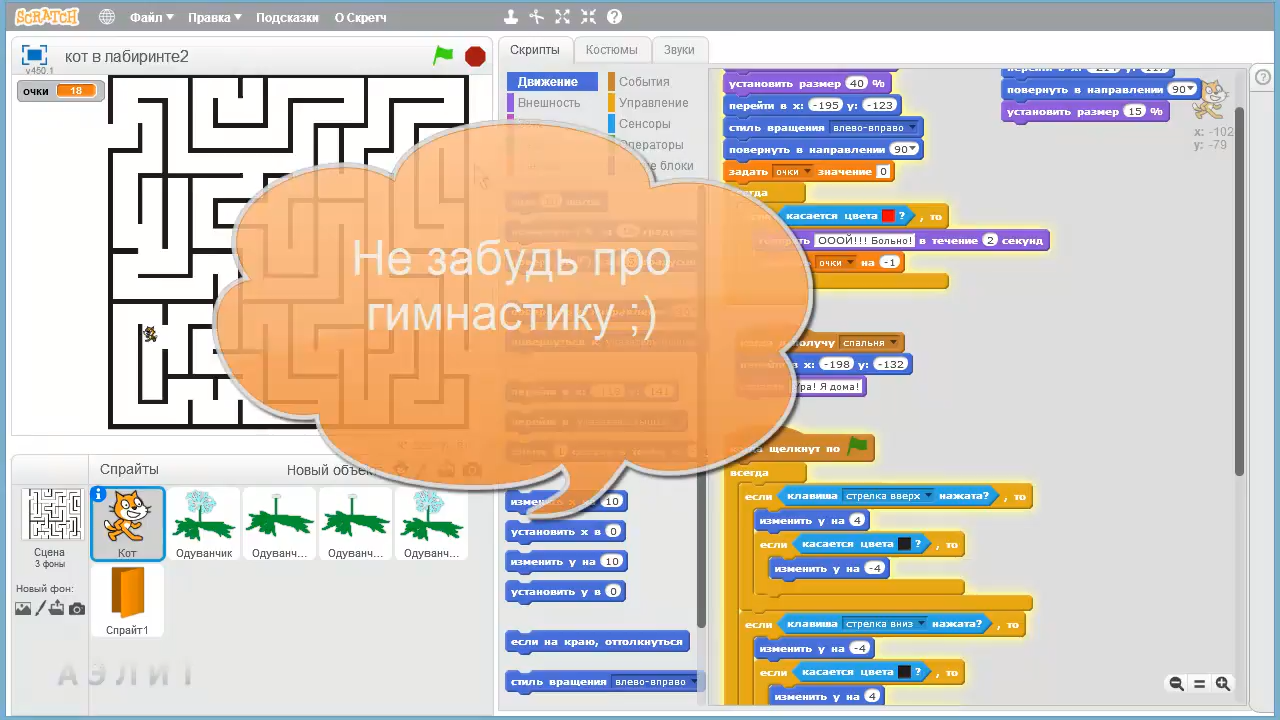 SCRATCH
Файл
Правка
Подсказки
О Скретч
v450.1
кот в лабиринте2
очки 18
Скрипты
Костюмы
Звуки
Движение
Внешность
События
Управление
Сенсоры
Операторы
блоки
Не забудь про
гимнастику ;)
изменить x на 10
установить x в 0
изменить y на 10
установить y в 0
если на краю, оттолкнуться
стиль вращения влево-вправо
установить размер 40 %
перейти в x: -195 y: -123
стиль вращения влево-вправо
повернуть в направлении 90
задать очки значение 0
касается цвета ? , то
ОООЙ!!! Больно! в течение 2 секунд
очки на -1
получу спальня
x: -198 y: -132
Ура! Я дома!
щелкнут по
всегда
если клавиша стрелка вверх нажата? , то
изменить y на 4
если касается цвета ? , то
изменить y на -4
если клавиша стрелка вниз нажата? , то
изменить y на -4
если касается цвета ? , то
изменить y на 4
повернуть в направлении 90
установить размер 15 %
x: -102
y: -79
Спрайты
Новый объект
Сцена
3 фоны
Новый фон:
Кот
Одуванчик
Одуванч...
Одуванч...
Одуванч...
Спрайт1